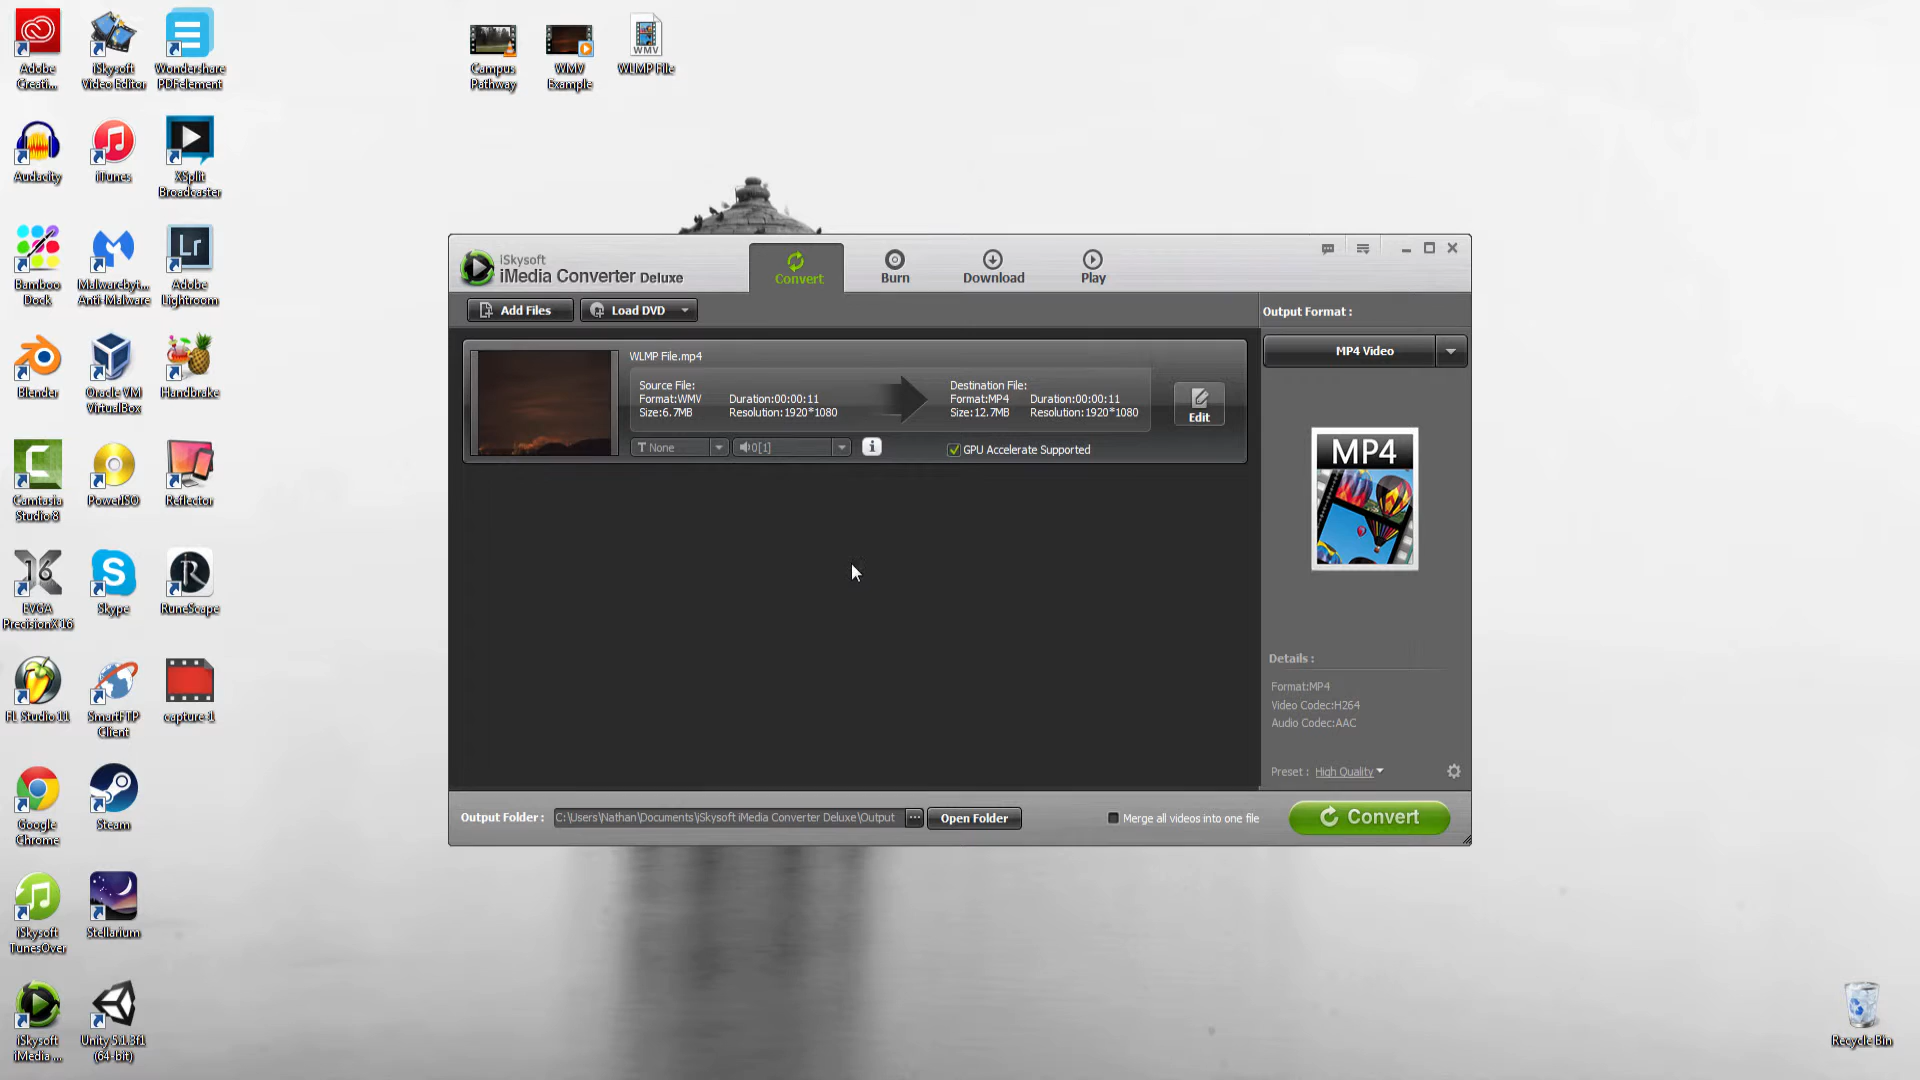 Adobe
Creati...
iSkysoft
Video Editor
Wondershare
PDFelement
Audacity
iTunes
XSplit
Broadcaster
Bamboo
Dock
Malwarebyt...
Anti-Malware
Lr
Adobe
Lightroom
Blender
Oracle VM
VirtualBox
Handbrake
Camtasia
Studio 8
PowerISO
Reflector
16
EVGA
PrecisionX 16
Skype
RuneScape
FL Studio 11
SmartFTP
Client
capture-1
Google
Chrome
Steam
iSkysoft
TunesOver
Stellarium
iSkysoft
iMedia ...
Unity 5.1.3f1
(64-bit)
Campus
Pathway
WMV
Example
WMV
WLMP File
iSkysoft
iMedia Converter Deluxe
Convert
Burn
Download
Play
Add Files
Load DVD
Output Format :
WLMP File.mp4
MP4 Video
Source File:
Format:WMV Duration:00:00:11
Size:6.7MB Resolution:1920*1080
Destination File:
Format:MP4 Duration:00:00:11
Size:12.7MB Resolution:1920*1080
Edit
T None
0[1]
GPU Accelerate Supported
MP4
Details :
Format:MP4
Video Codec:H264
Audio Codec:AAC
Preset : High Quality
Output Folder : C:\Users\Nathan\Documents\iSkysoft iMedia Converter Deluxe\Output
...
Open Folder
Merge all videos into one file
Convert
Recycle Bin